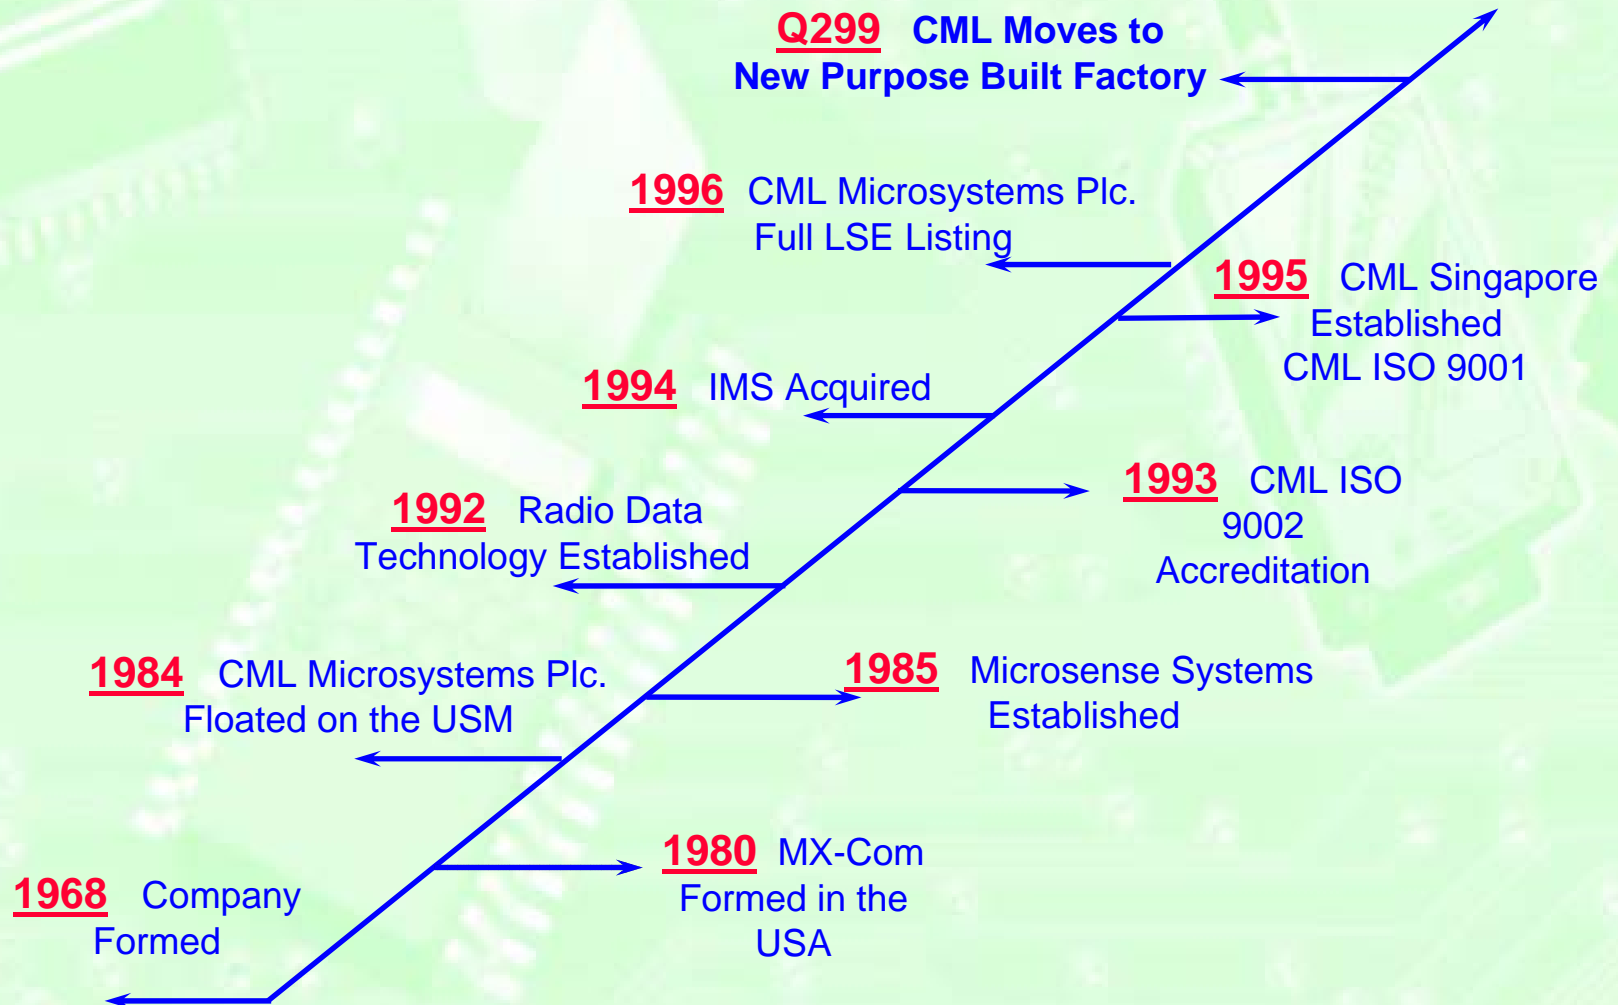 Q299 CML Moves to
New Purpose Built Factory
1996 CML Microsystems Plc.
Full LSE Listing
1995 CML Singapore
Established
CML ISO 9001
1994 IMS Acquired
1993 CML ISO
9002
Accreditation
1992 Radio Data
Technology Established
1984 CML Microsystems Plc.
Floated on the USM
1985 Microsense Systems
Established
1980 MX-Com
Formed in the
USA
1968 Company
Formed